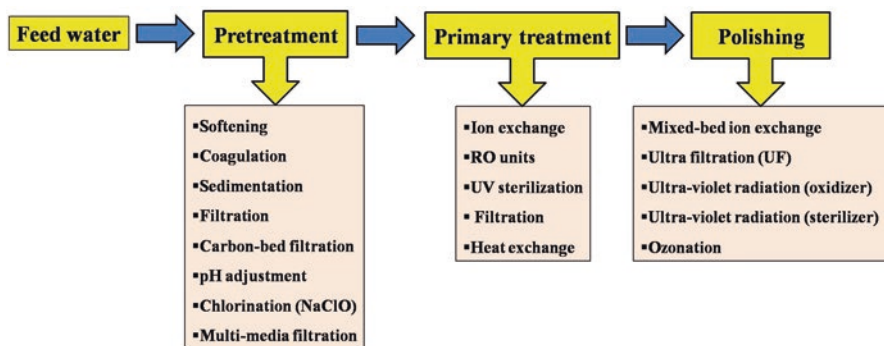 Feed water
Pretreatment
Primary treatment
Polishing
▪Softening
▪Coagulation
▪Sedimentation
▪Filtration
▪Carbon-bed filtration
▪pH adjustment
▪Chlorination (NaClO)
▪Multi-media filtration
▪Ion exchange
▪RO units
▪UV sterilization
▪ Filtration
▪Heat exchange
▪Mixed-bed ion exchange
▪Ultra filtration (UF)
▪Ultra-violet radiation (oxidizer)
▪Ultra-violet radiation (sterilizer)
▪Ozonation